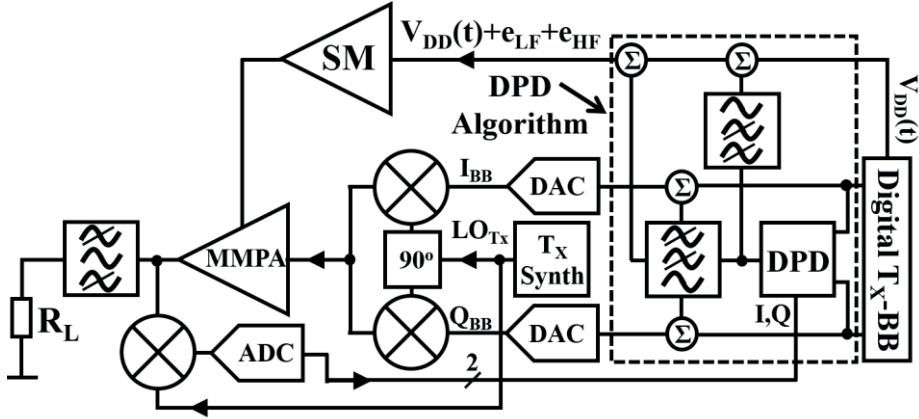 V_DD(t)+e_LF+e_HF
SM
DPD
Algorithm
Σ
Σ
V_DD(t)
I_BB
DAC
Σ
Digital T_X-BB
MMPA
90°
LO_Tx
T_X
Synth
DPD
I,Q
R_L
Q_BB
DAC
Σ
ADC
2